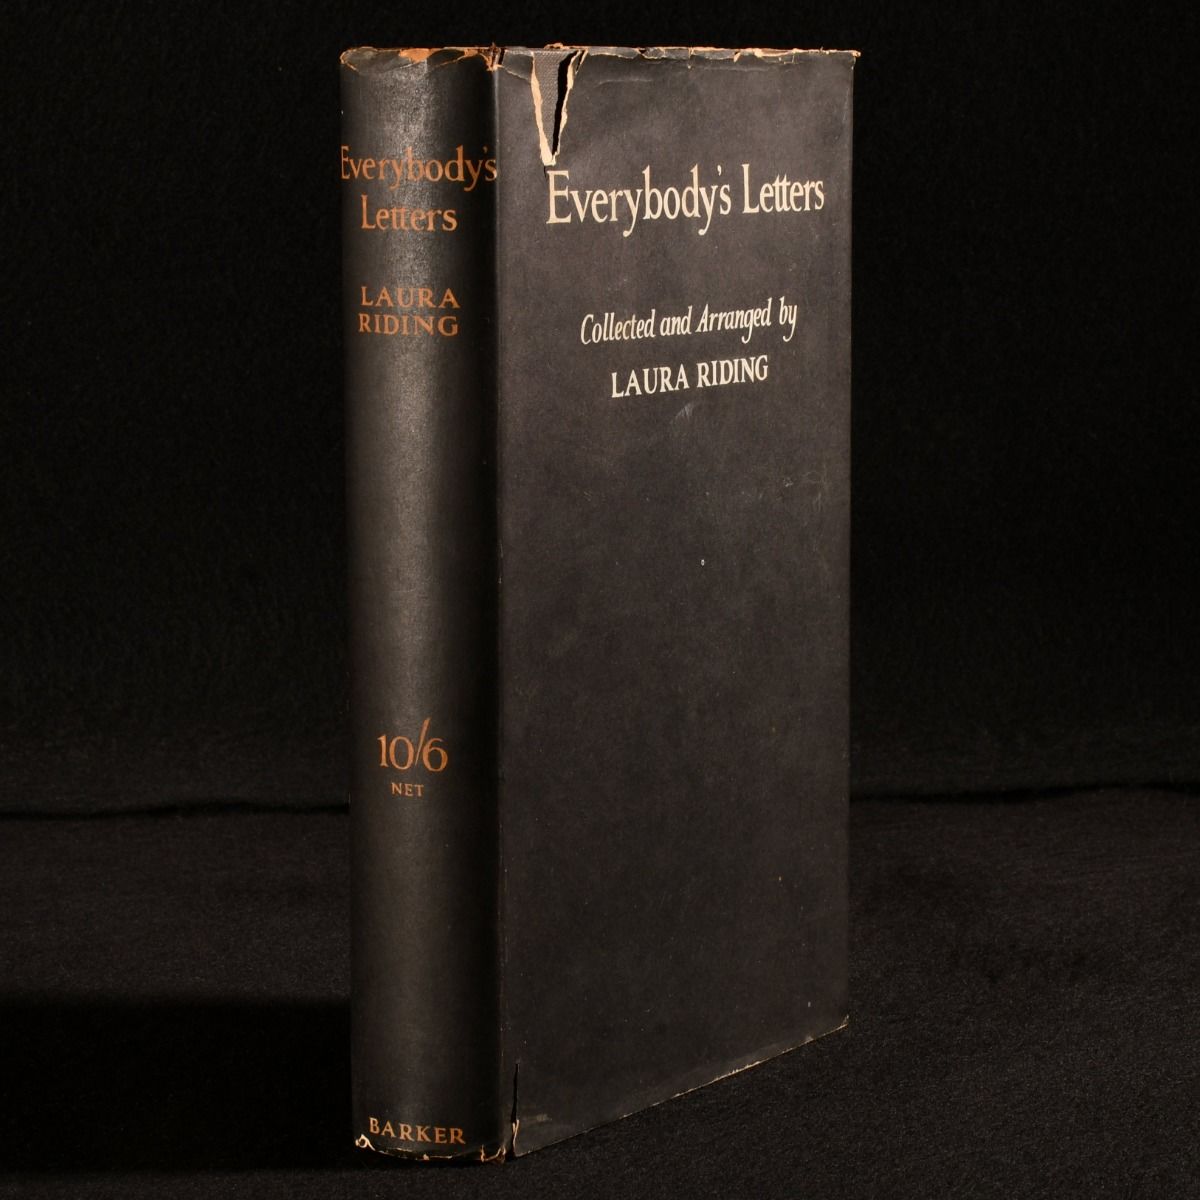 Everybody's
Letters
LAURA
RIDING
10/6
NET
BARKER
Everybody's Letters
Collected and Arranged by
LAURA RIDING